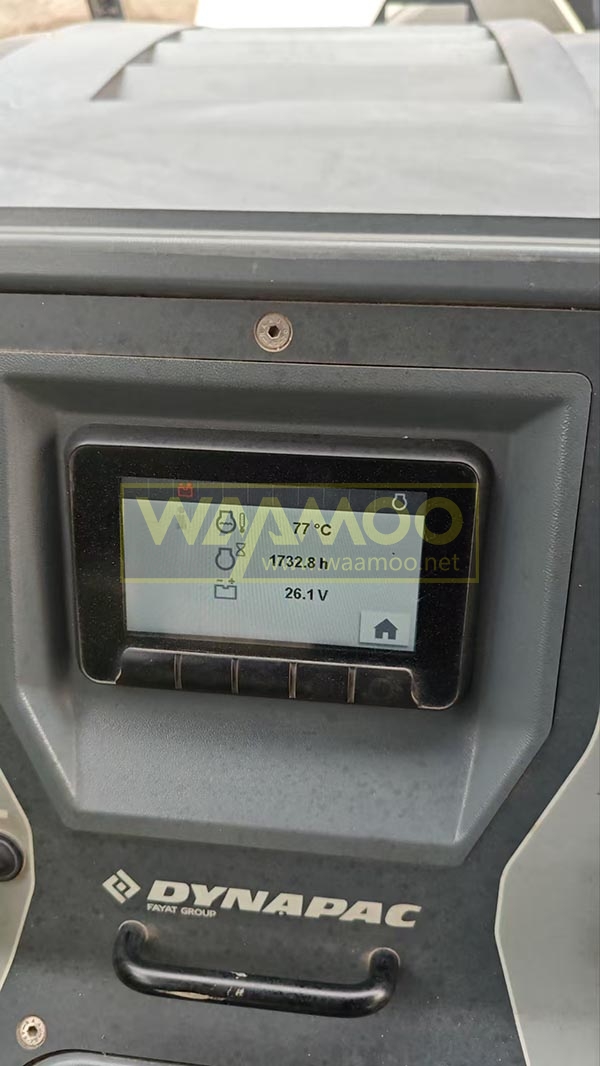 WAAMOO
www.waamoo.net
77 °C
1732.8 h
26.1 V
DYNAPAC
FAYAT GROUP